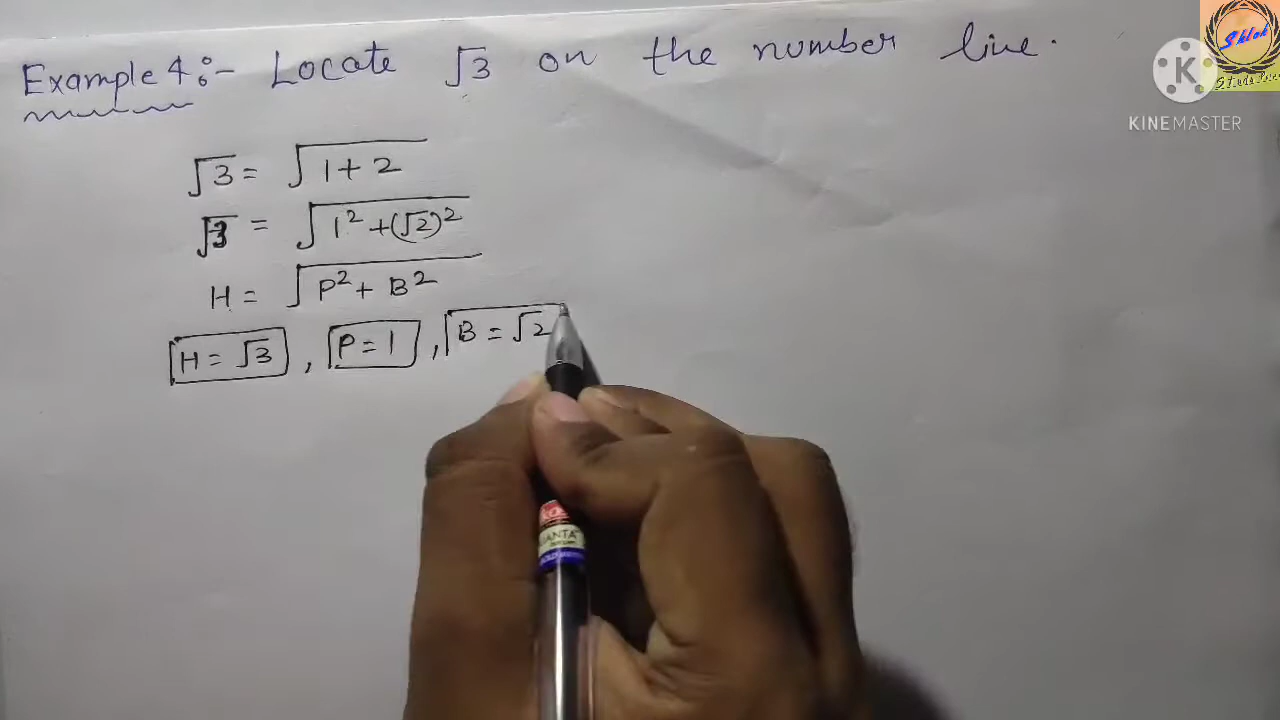 Example 4:- Locate √3 on the number line.
√3 = √1+2
√3 = √1²+(√2)²
H = √P²+B²
H = √3 , P = 1 , B = √2
Shlok
KINEMASTER